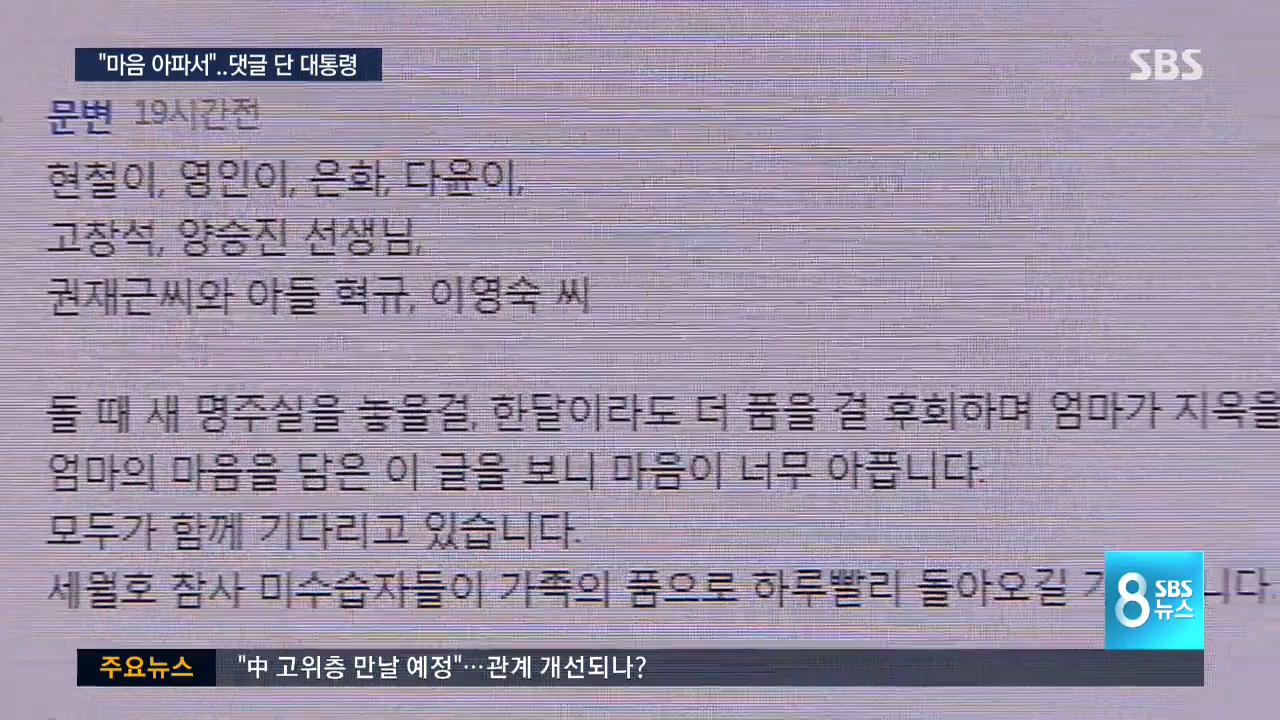 "마음 아파서"..댓글 단 대통령
SBS
문변 19시간전
현철이, 영인이, 은화, 다윤이,
고창석, 양승진 선생님,
권재근씨와 아들 혁규, 이영숙 씨
돌 때 새 명주실을 놓을걸, 한달이라도 더 품을 걸 후회하며 엄마가 지옥을
엄마의 마음을 담은 이 글을 보니 마음이 너무 아픕니다.
모두가 함께 기다리고 있습니다.
세월호 참사 미수습자들이 가족의 품으로 하루빨리 돌아오길
8 SBS 뉴스
주요뉴스 "中 고위층 만날 예정"…관계 개선되나?